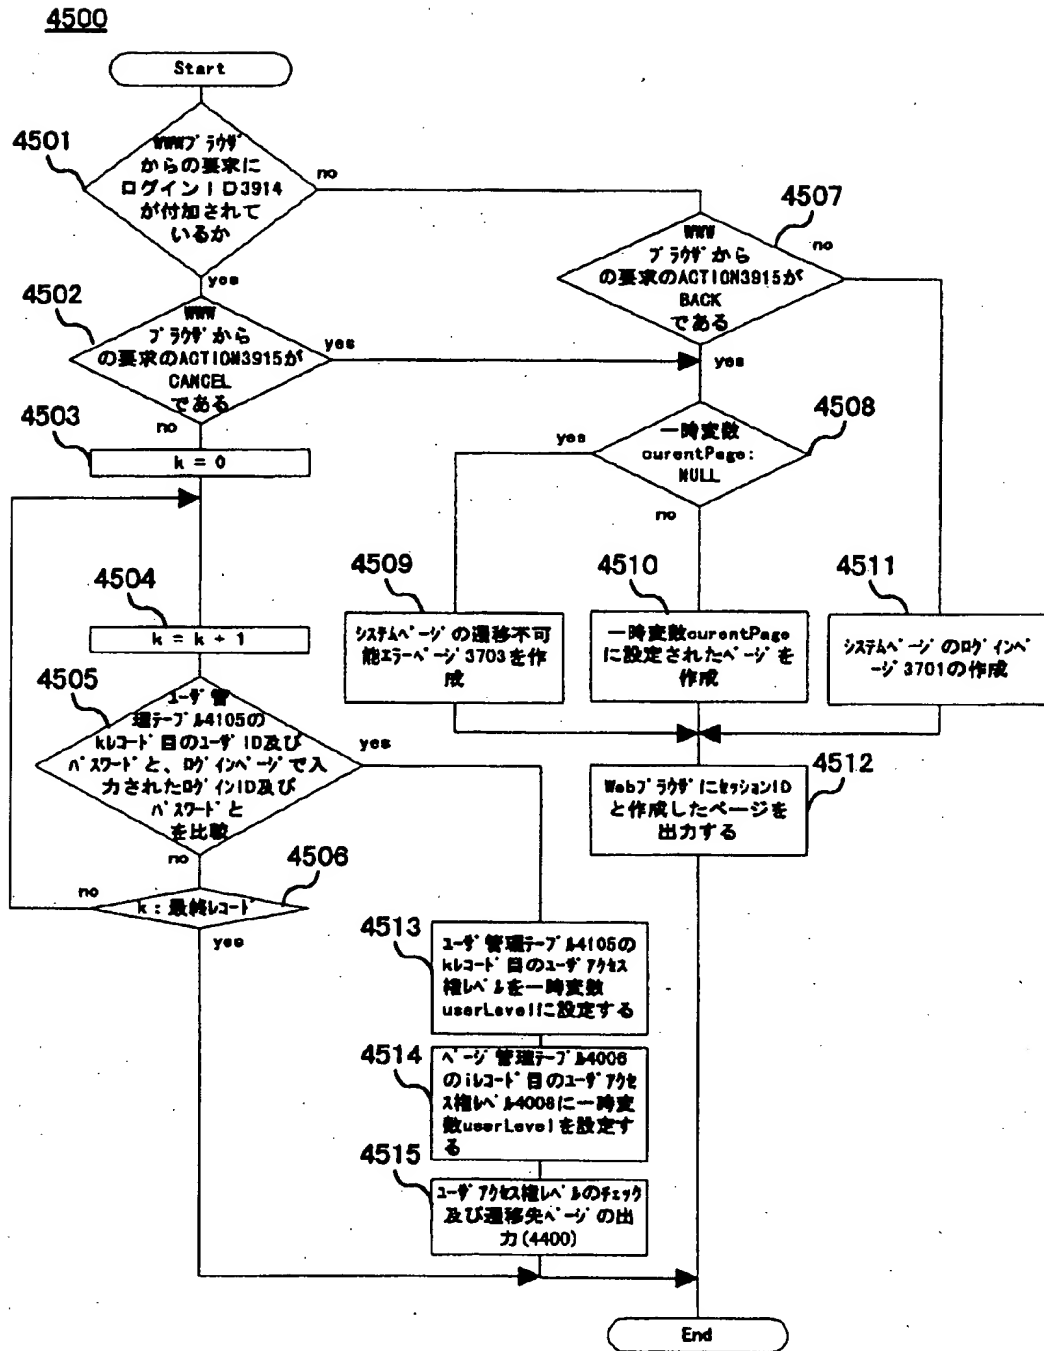 4500
Start
4501
WWWブラウザ
からの要求に
ログインID3914
が付加されて
いるか
no
yes
4507
WWW
ブラウザから
の要求のACTION3915が
BACK
である
no
yes
4502
WWW
ブラウザから
の要求のACTION3915が
CANCEL
である
yes
no
4503
k = 0
4508
一時変数
curentPage:
NULL
yes
no
4504
k = k + 1
4509
システムページの遷移不可
能エラーページ3703を作
成
4510
一時変数curentPage
に設定されたページを
作成
4511
システムページのログインペ
ージ3701の作成
4505
ユーザ管
理テーブル4105の
kレコード目のユーザID及び
パスワードと、ログインページで入
力されたログインID及び
パスワードと
を比較
yes
no
4512
WebブラウザにセッションID
と作成したページを
出力する
4506
k:最終レコード
no
yes
4513
ユーザ管理テーブル4105の
kレコード目のユーザアクセス
権レベルを一時変数
userLevelに設定する
4514
ページ管理テーブル4006
のiレコード目のユーザアクセ
ス権レベル4008に一時変
数userLevelを設定す
る
4515
ユーザアクセス権レベルのチェック
及び遷移先ページの出
力(4400)
End